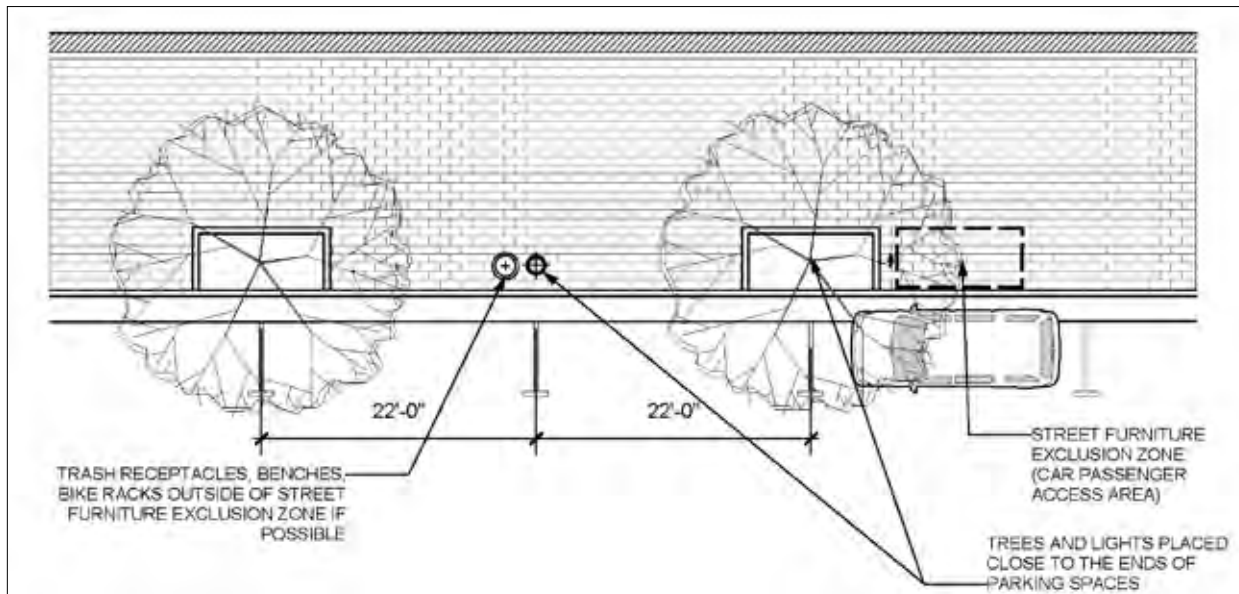 22'-0"
22'-0"
TRASH RECEPTACLES, BENCHES,
BIKE RACKS OUTSIDE OF STREET
FURNITURE EXCLUSION ZONE IF
POSSIBLE
STREET FURNITURE
EXCLUSION ZONE
(CAR PASSENGER
ACCESS AREA)
TREES AND LIGHTS PLACED
CLOSE TO THE ENDS OF
PARKING SPACES